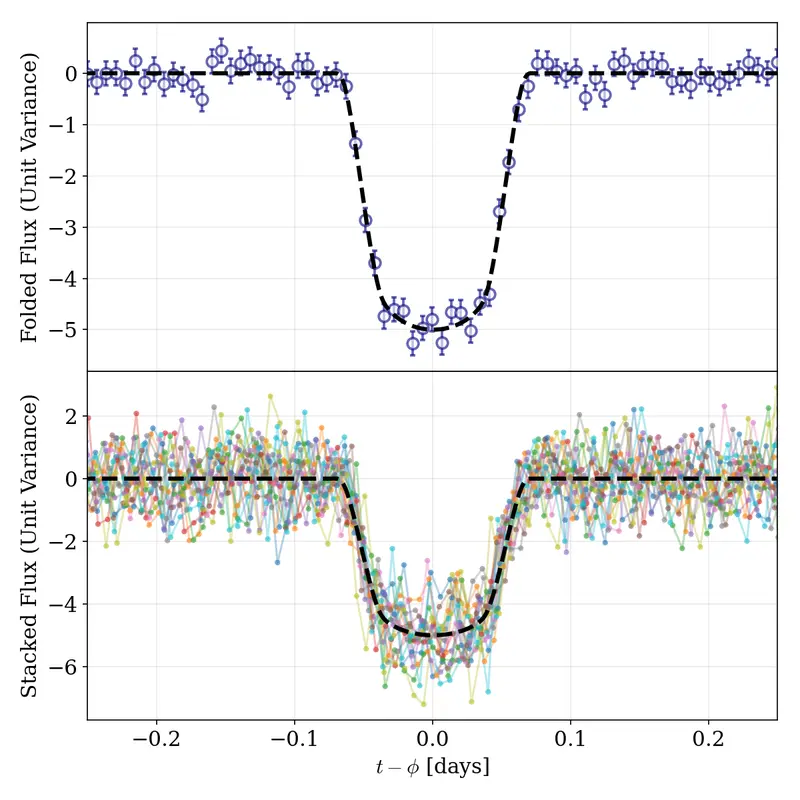 Folded Flux (Unit Variance)
0
−1
−2
−3
−4
−5
Stacked Flux (Unit Variance)
2
0
−2
−4
−6
−0.2 −0.1 0.0 0.1 0.2
t − ϕ [days]